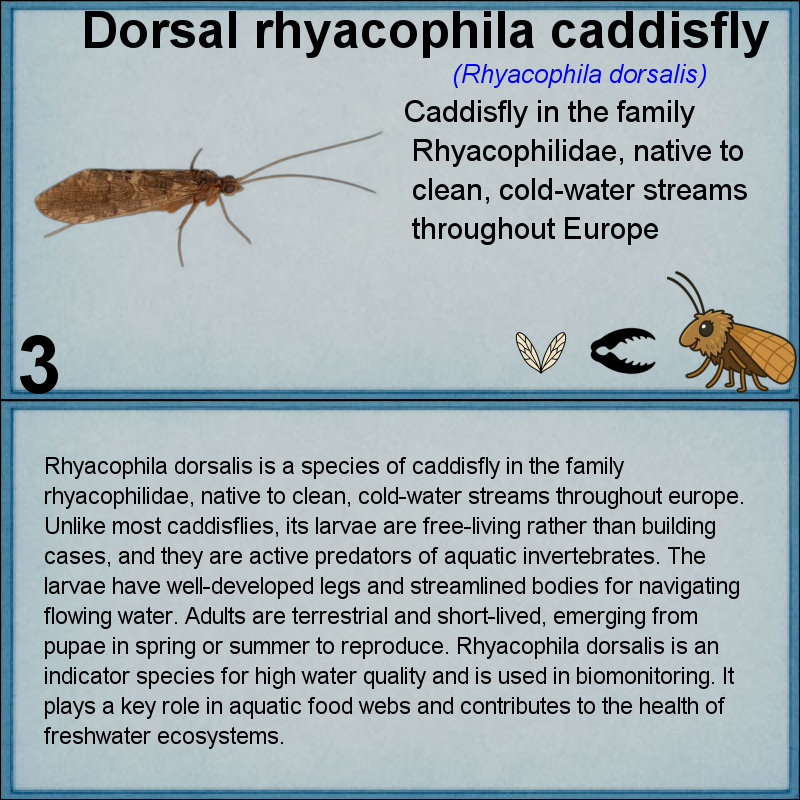 Dorsal rhyacophila caddisfly
(Rhyacophila dorsalis)
Caddisfly in the family
Rhyacophilidae, native to
clean, cold-water streams
throughout Europe
3
Rhyacophila dorsalis is a species of caddisfly in the family
rhyacophilidae, native to clean, cold-water streams throughout europe.
Unlike most caddisflies, its larvae are free-living rather than building
cases, and they are active predators of aquatic invertebrates. The
larvae have well-developed legs and streamlined bodies for navigating
flowing water. Adults are terrestrial and short-lived, emerging from
pupae in spring or summer to reproduce. Rhyacophila dorsalis is an
indicator species for high water quality and is used in biomonitoring. It
plays a key role in aquatic food webs and contributes to the health of
freshwater ecosystems.